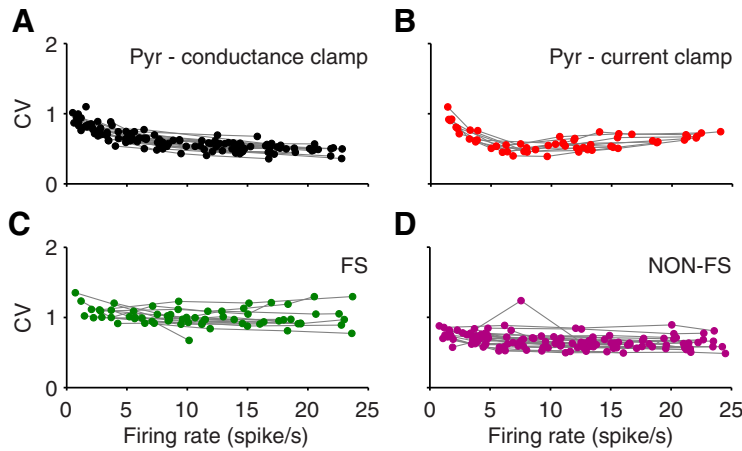 A
B
Pyr - conductance clamp
Pyr - current clamp
2
1
0
CV
C
D
FS
NON-FS
2
1
0
CV
0 5 10 15 20 25
0 5 10 15 20 25
Firing rate (spike/s)
Firing rate (spike/s)